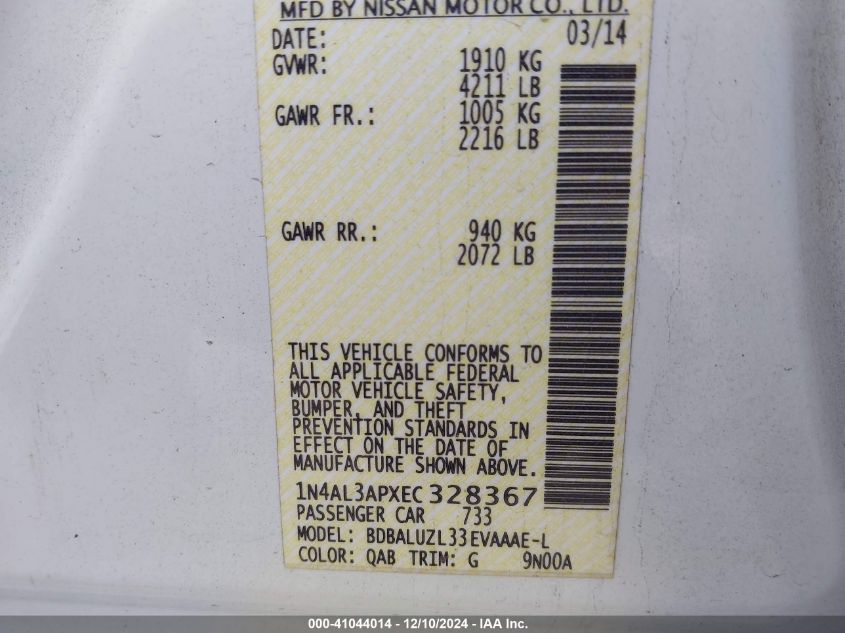 MFD BY NISSAN MOTOR CO., LTD.
DATE: 03/14
GVWR: 1910 KG
4211 LB
GAWR FR.: 1005 KG
2216 LB
GAWR RR.: 940 KG
2072 LB
THIS VEHICLE CONFORMS TO
ALL APPLICABLE FEDERAL
MOTOR VEHICLE SAFETY,
BUMPER, AND THEFT
PREVENTION STANDARDS IN
EFFECT ON THE DATE OF
MANUFACTURE SHOWN ABOVE.
1N4AL3APXEC328367
PASSENGER CAR 733
MODEL: BDBALUZL33EVAAAE-L
COLOR: QAB TRIM: G 9N00A
000-41044014 - 12/10/2024 - IAA Inc.